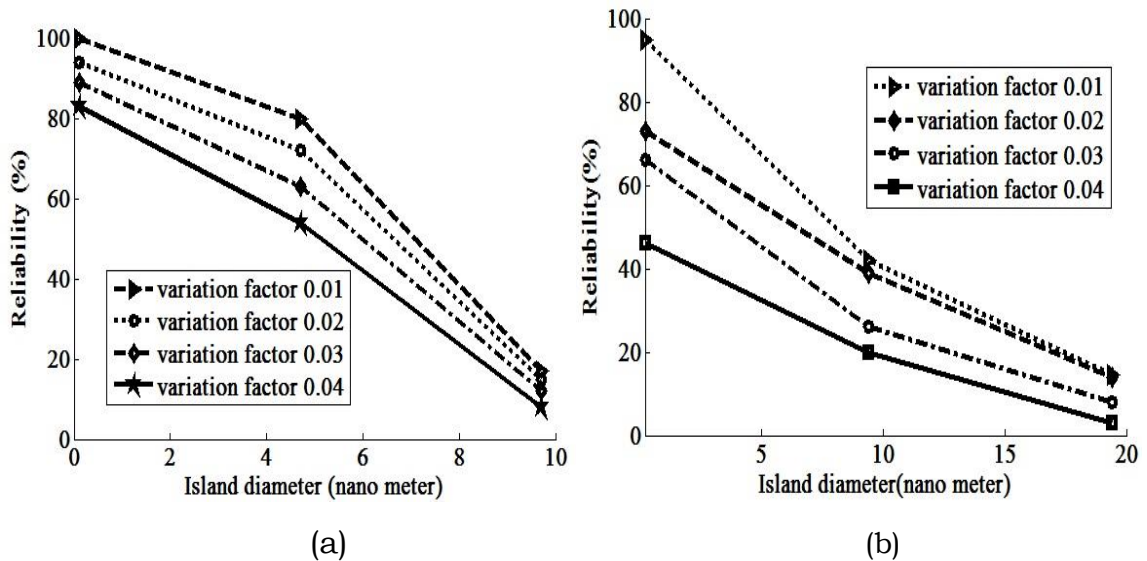 100
80
60
40
20
0
Reliability (%)
variation factor 0.01
variation factor 0.02
variation factor 0.03
variation factor 0.04
0 2 4 6 8 10
Island diameter (nano meter)
(a)
100
80
60
40
20
0
Reliability(%)
variation factor 0.01
variation factor 0.02
variation factor 0.03
variation factor 0.04
5 10 15 20
Island diameter(nano meter)
(b)